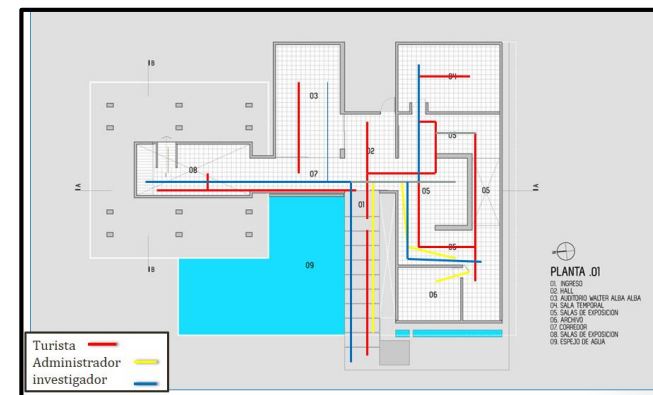 B
03
04
05
02
08
07
05
05
A
A
01
05
09
B
06
PLANTA .01
01. INGRESO
02. HALL
03. AUDITORIO WALTER ALBA ALBA
04. SALA TEMPORAL
05. SALAS DE EXPOSICION
06. ARCHIVO
07. CORREDOR
08. SALAS DE EXPOSICION
09. ESPEJO DE AGUA
Turista
Administrador
investigador